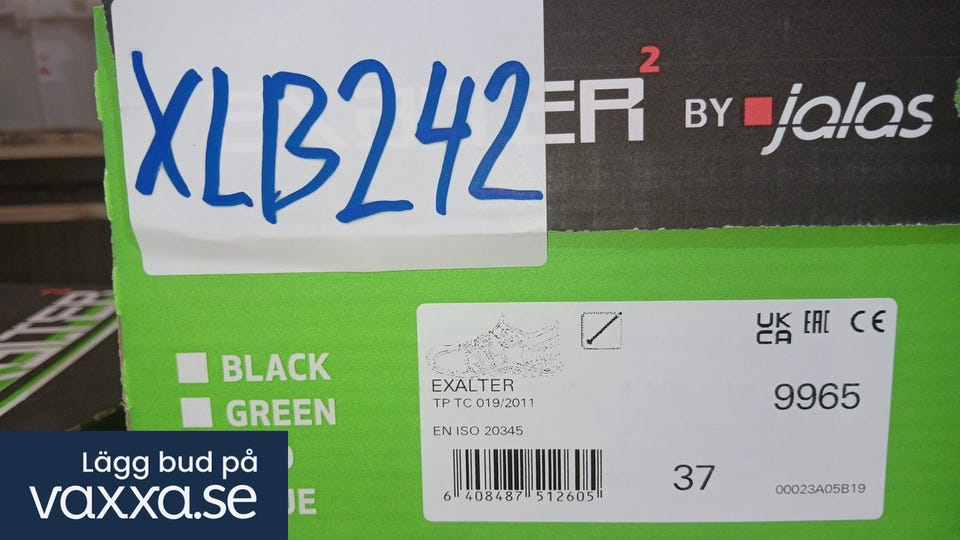 XLB242
ER²
BY jalas
BLACK
GREEN
EXALTER
TP TC 019/2011
EN ISO 20345
UK
CA
EAC CE
9965
6 408487 512605
37
00023A05B19
Lägg bud på
vaxxa.se